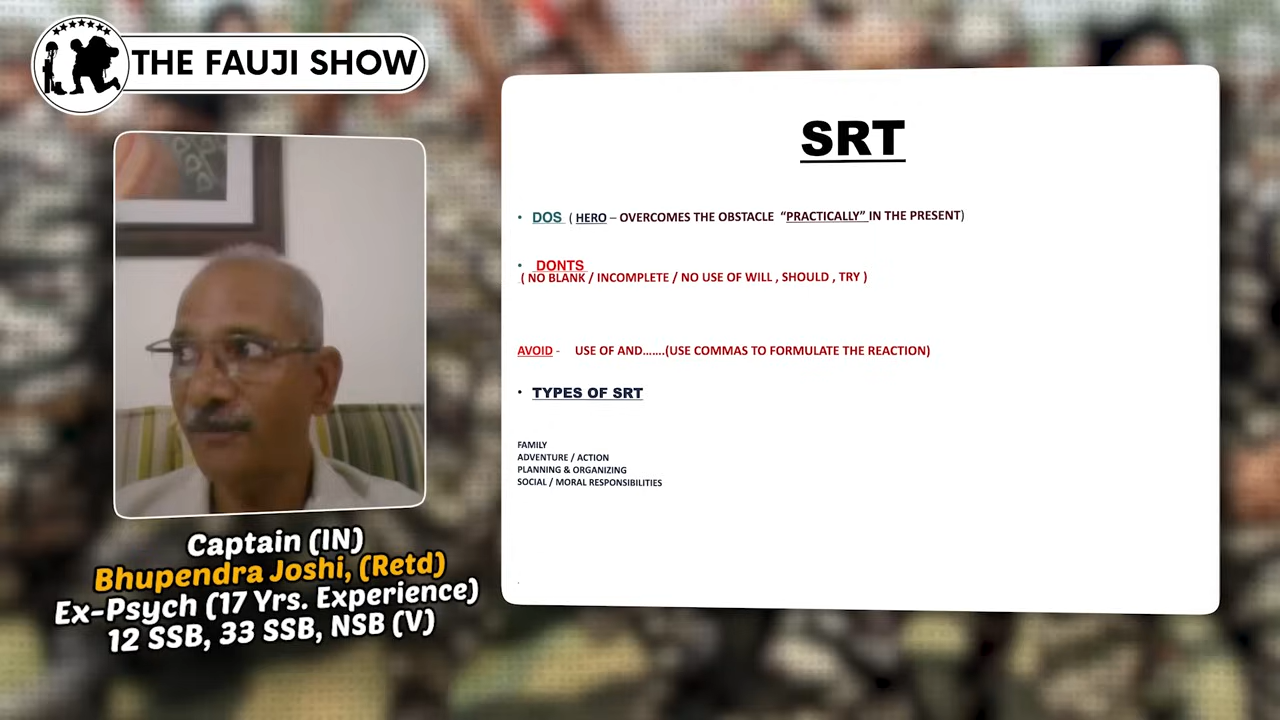 THE FAUJI SHOW
SRT
• DOS ( HERO – OVERCOMES THE OBSTACLE “PRACTICALLY” IN THE PRESENT)
• DONTS
( NO BLANK / INCOMPLETE / NO USE OF WILL , SHOULD , TRY )
AVOID - USE OF AND.......(USE COMMAS TO FORMULATE THE REACTION)
• TYPES OF SRT
FAMILY
ADVENTURE / ACTION
PLANNING & ORGANIZING
SOCIAL / MORAL RESPONSIBILITIES
Captain (IN)
Bhupendra Joshi, (Retd)
Ex-Psych (17 Yrs. Experience)
12 SSB, 33 SSB, NSB (V)